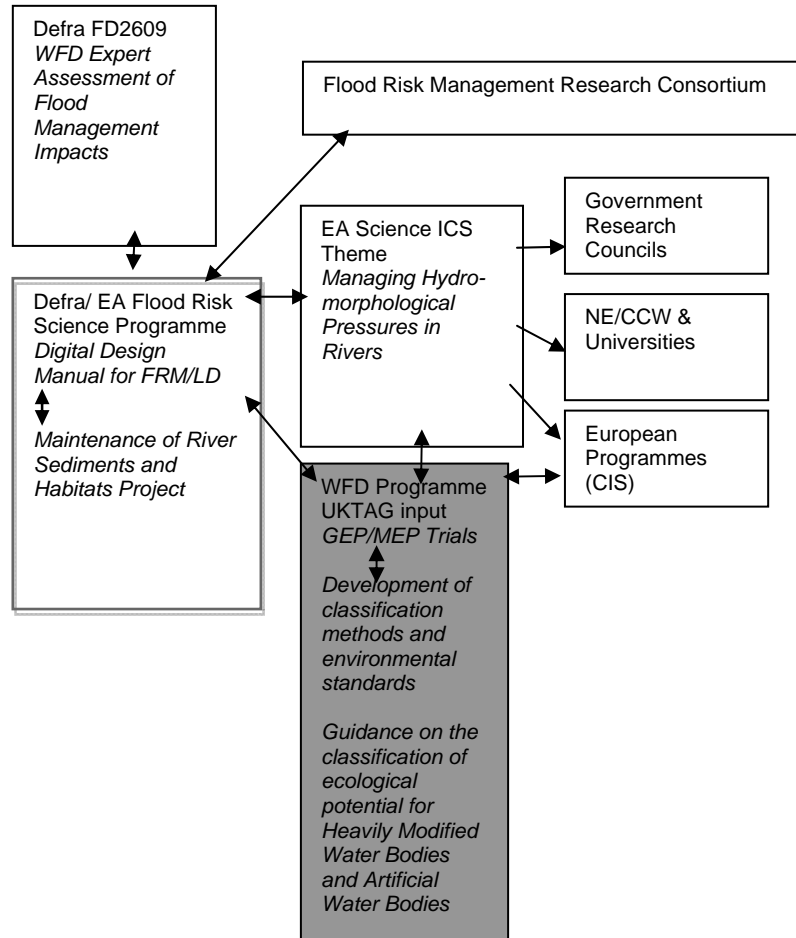 Defra FD2609
WFD Expert
Assessment of
Flood
Management
Impacts
Flood Risk Management Research Consortium
EA Science ICS
Theme
Managing Hydro-
morphological
Pressures in
Rivers
Government
Research
Councils
NE/CCW &
Universities
European
Programmes
(CIS)
Defra/ EA Flood Risk
Science Programme
Digital Design
Manual for FRM/LD
Maintenance of River
Sediments and
Habitats Project
WFD Programme
UKTAG input
GEP/MEP Trials
Development of
classification
methods and
environmental
standards
Guidance on the
classification of
ecological
potential for
Heavily Modified
Water Bodies
and Artificial
Water Bodies